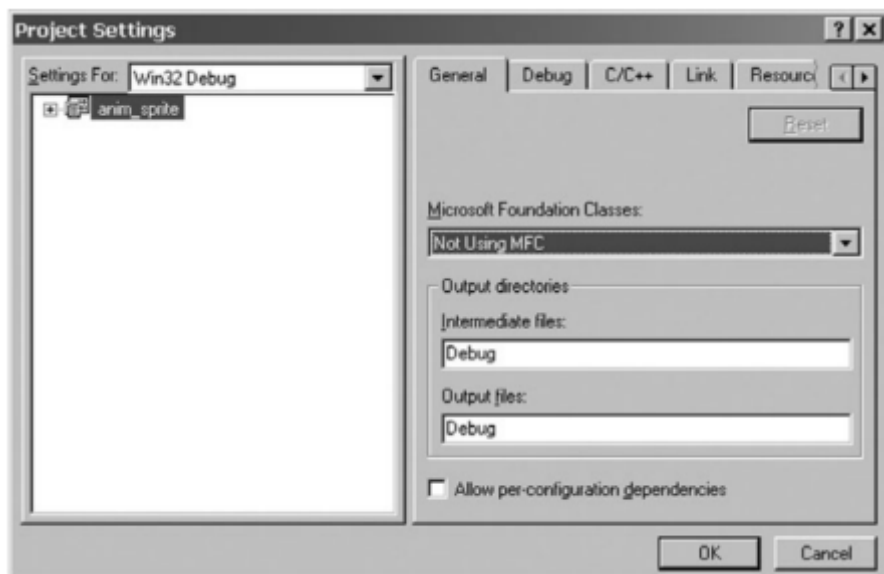 Project Settings
Settings For: Win32 Debug
anim_sprite
General Debug C/C++ Link
Reset
Microsoft Foundation Classes:
Not Using MFC
Output directories
Intermediate files:
Debug
Output files:
Debug
Allow per-configuration dependencies
OK Cancel